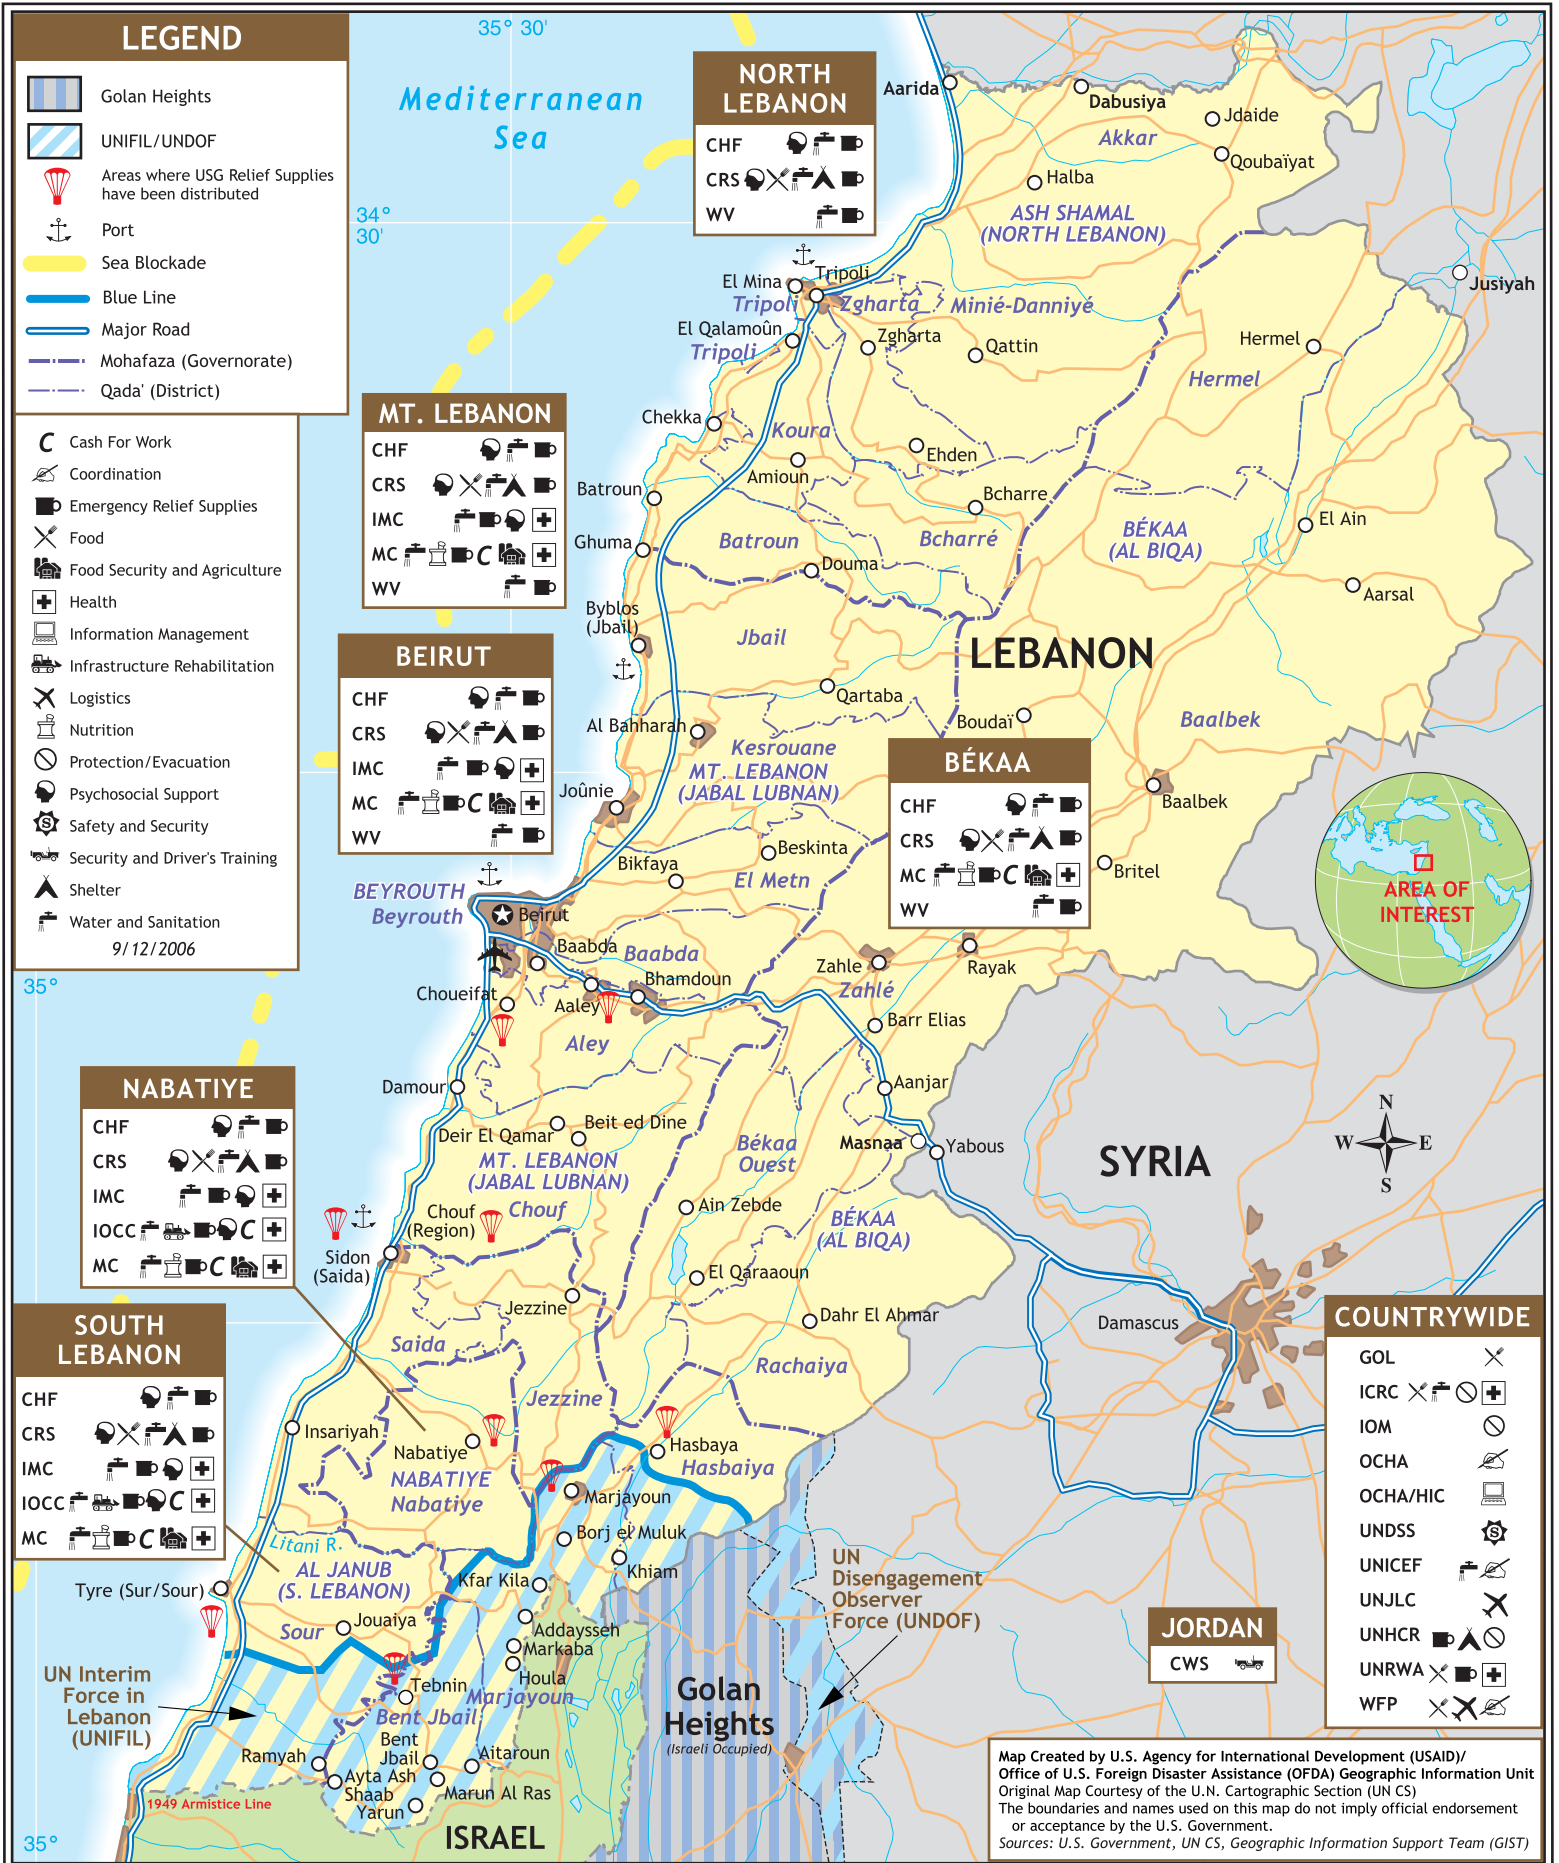 LEGEND
Golan Heights
UNIFIL/UNDOF
Areas where USG Relief Supplies
have been distributed
Port
Sea Blockade
Blue Line
Major Road
Mohafaza (Governorate)
Qada' (District)
C Cash For Work
Coordination
Emergency Relief Supplies
Food
Food Security and Agriculture
Health
Information Management
Infrastructure Rehabilitation
Logistics
Nutrition
Protection/Evacuation
Psychosocial Support
S Safety and Security
Security and Driver's Training
Shelter
Water and Sanitation
9/12/2006
35° 30'
34°
30'
35°
35°
Mediterranean
Sea
NORTH
LEBANON
CHF
CRS
WV
MT. LEBANON
CHF
CRS
IMC
MC C
WV
BEIRUT
CHF
CRS
IMC
MC C
WV
BÉKAA
CHF
CRS
MC C
WV
NABATIYE
CHF
CRS
IMC
IOCC C
MC C
SOUTH
LEBANON
CHF
CRS
IMC
IOCC C
MC C
COUNTRYWIDE
GOL
ICRC
IOM
OCHA
OCHA/HIC
UNDSS S
UNICEF
UNJLC
UNHCR
UNRWA
WFP
JORDAN
CWS
AREA OF
INTEREST
N
W E
S
Aarida
Dabusiya
Jdaide
Akkar
Qoubaïyat
Halba
ASH SHAMAL
(NORTH LEBANON)
Jusiyah
El Mina
Tripoli
Tripoli
Zgharta
Minié-Danniyé
El Qalamoûn
Tripoli
Zgharta
Qattin
Hermel
Hermel
Chekka
Koura
Ehden
Amioun
Batroun
Bcharre
El Ain
BÉKAA
(AL BIQA)
Ghuma
Batroun
Bcharré
Douma
Aarsal
Byblos
(Jbail)
Jbail
LEBANON
Qartaba
Boudaï
Baalbek
Al Bahharah
Kesrouane
MT. LEBANON
(JABAL LUBNAN)
Joûnie
Baalbek
Beskinta
Bikfaya
El Metn
Britel
BEYROUTH
Beyrouth
Beirut
Baabda
Baabda
Zahle
Rayak
Bhamdoun
Choueifat
Aaley
Zahlé
Barr Elias
Aley
Damour
Aanjar
Deir El Qamar
Beit ed Dine
Masnaa
Yabous
SYRIA
MT. LEBANON
(JABAL LUBNAN)
Békaa
Ouest
Chouf
(Region)
Chouf
Ain Zebde
BÉKAA
(AL BIQA)
Sidon
(Saida)
El Qaraaoun
Jezzine
Dahr El Ahmar
Damascus
Saida
Rachaiya
Jezzine
Insariyah
Nabatiye
Hasbaya
Hasbaiya
NABATIYE
Nabatiye
Marjayoun
Borj el Muluk
Litani R.
AL JANUB
(S. LEBANON)
Khiam
Kfar Kila
Tyre (Sur/Sour)
Jouaiya
Sour
Addaysseh
Markaba
Houla
Tebnin
Marjayoun
Bent Jbail
UN
Disengagement
Observer
Force (UNDOF)
UN Interim
Force in
Lebanon
(UNIFIL)
Golan
Heights
(Israeli Occupied)
Ramyah
Bent
Jbail
Aitaroun
Ayta Ash
Shaab
Marun Al Ras
Yarun
1949 Armistice Line
ISRAEL
Map Created by U.S. Agency for International Development (USAID)/
Office of U.S. Foreign Disaster Assistance (OFDA) Geographic Information Unit
Original Map Courtesy of the U.N. Cartographic Section (UN CS)
The boundaries and names used on this map do not imply official endorsement
or acceptance by the U.S. Government.
Sources: U.S. Government, UN CS, Geographic Information Support Team (GIST)